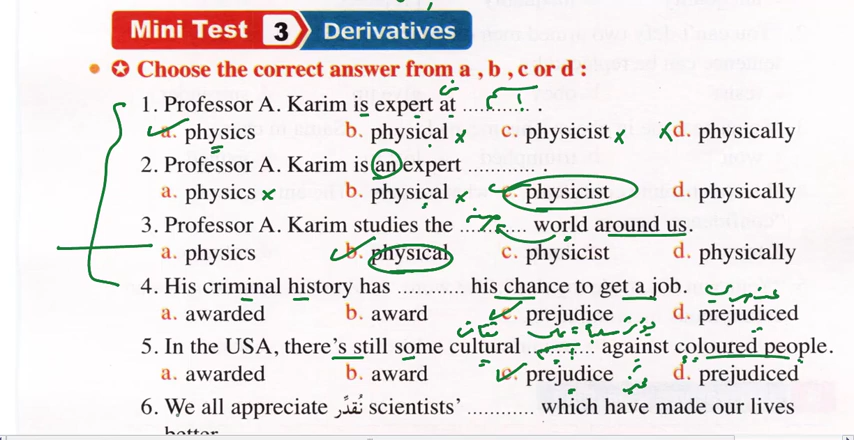 Mini Test 3 Derivatives
Choose the correct answer from a , b , c or d :
1. Professor A. Karim is expert at ............ .
a. physics b. physical x c. physicist x x d. physically
2. Professor A. Karim is an expert ............ .
a. physics x b. physical x c. physicist d. physically
3. Professor A. Karim studies the ............ world around us.
a. physics b. physical c. physicist d. physically
4. His criminal history has ........... his chance to get a job.
a. awarded b. award c. prejudice d. prejudiced
5. In the USA, there's still some cultural ............ against coloured people.
a. awarded b. award c. prejudice d. prejudiced
6. We all appreciate نُقدَّر scientists' ........... which have made our lives
better.